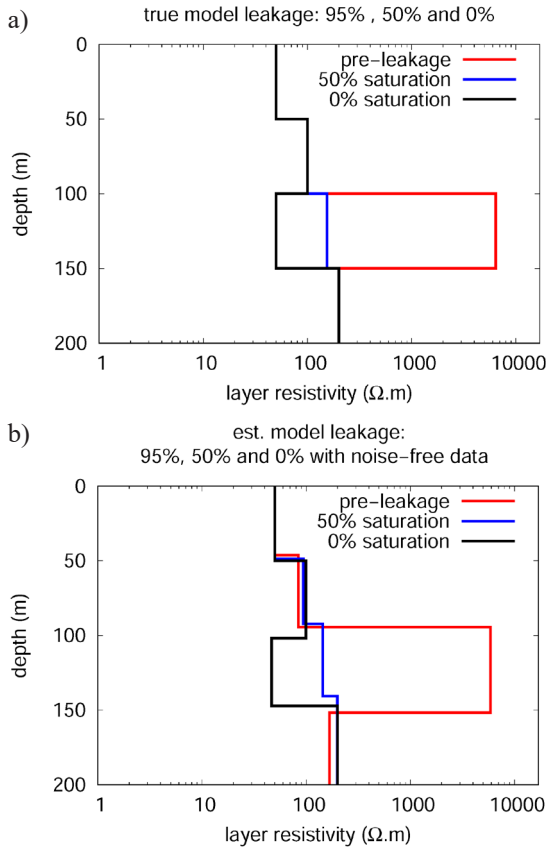 a)
true model leakage: 95% , 50% and 0%
pre-leakage
50% saturation
0% saturation
0
50
100
150
200
depth (m)
1
10
100
1000
10000
layer resistivity (Ω.m)
b)
est. model leakage:
95%, 50% and 0% with noise-free data
pre-leakage
50% saturation
0% saturation
0
50
100
150
200
depth (m)
1
10
100
1000
10000
layer resistivity (Ω.m)